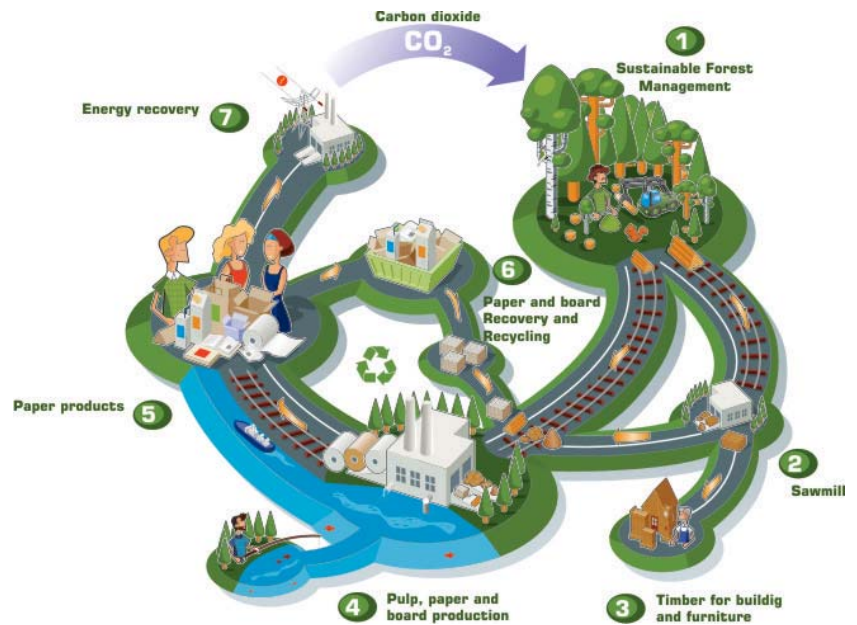 Carbon dioxide
CO₂
1
Sustainable Forest
Management
Energy recovery
7
6
Paper and board
Recovery and
Recycling
Paper products
5
2
Sawmill
4
Pulp, paper and
board production
3
Timber for buildig
and furniture